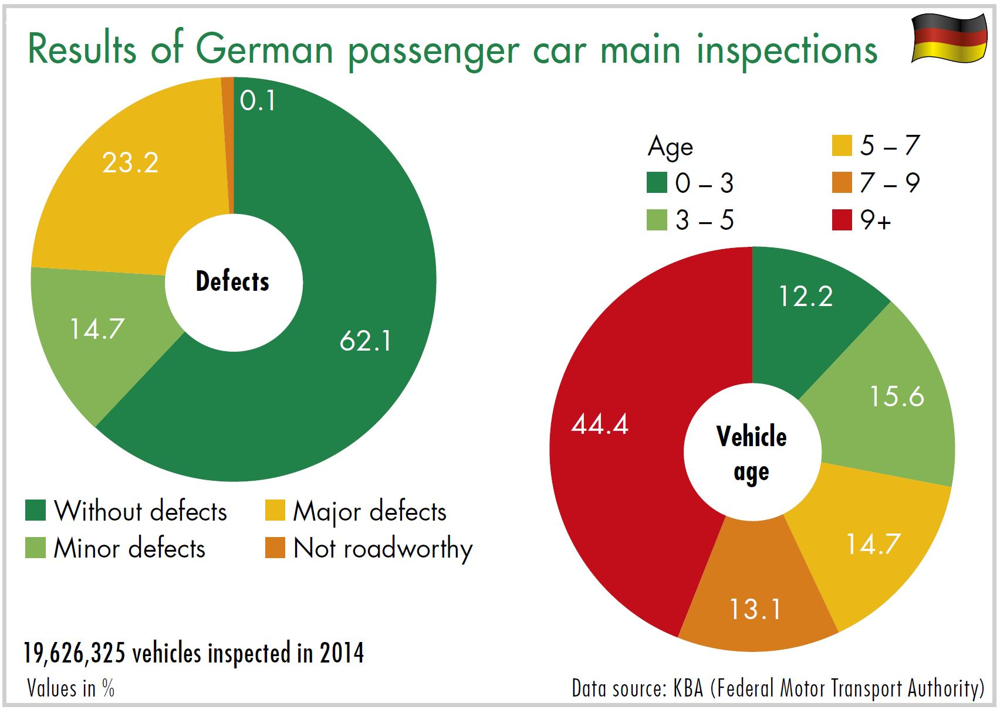 Results of German passenger car main inspections
0.1
23.2
14.7
62.1
Defects
Without defects
Minor defects
Major defects
Not roadworthy
Age
0 – 3
3 – 5
5 – 7
7 – 9
9+
12.2
15.6
14.7
13.1
44.4
Vehicle
age
19,626,325 vehicles inspected in 2014
Values in %
Data source: KBA (Federal Motor Transport Authority)